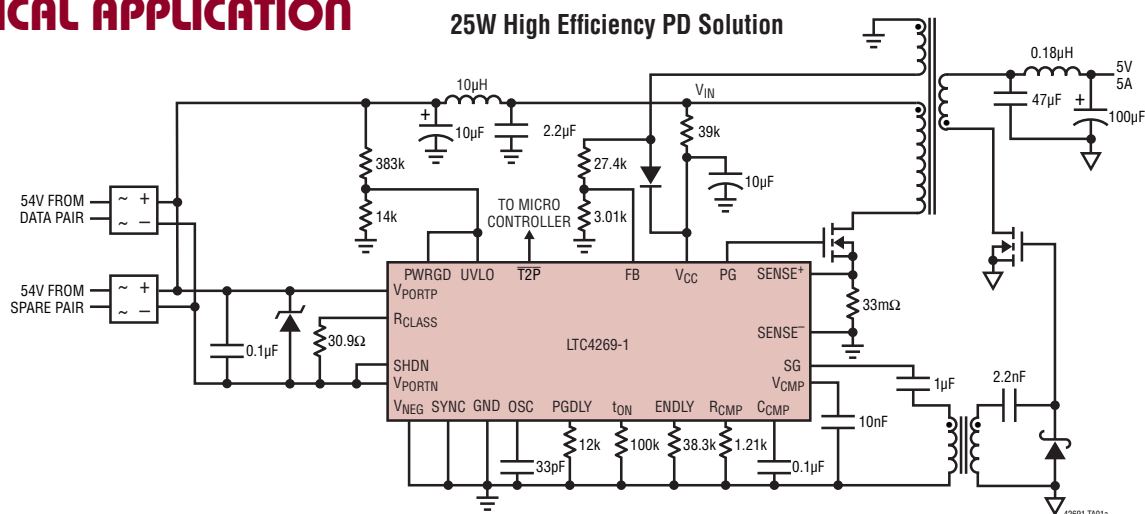 ICAL APPLICATION
25W High Efficiency PD Solution
10µH
VIN
0.18µH
5V
5A
+
10µF
2.2µF
39k
47µF
+
100µF
383k
27.4k
10µF
54V FROM
DATA PAIR
~ +
~ –
14k
TO MICRO
CONTROLLER
3.01k
PWRGD UVLO T2P FB VCC PG SENSE+
54V FROM
SPARE PAIR
~ +
~ –
VPORTP
RCLASS
33mΩ
0.1µF
30.9Ω
SENSE–
LTC4269-1
SHDN
SG
1µF
2.2nF
VPORTN
VCMP
VNEG SYNC GND OSC PGDLY tON ENDLY RCMP CCMP
10nF
33pF
12k
100k
38.3k
1.21k
0.1µF
42691 TA01a